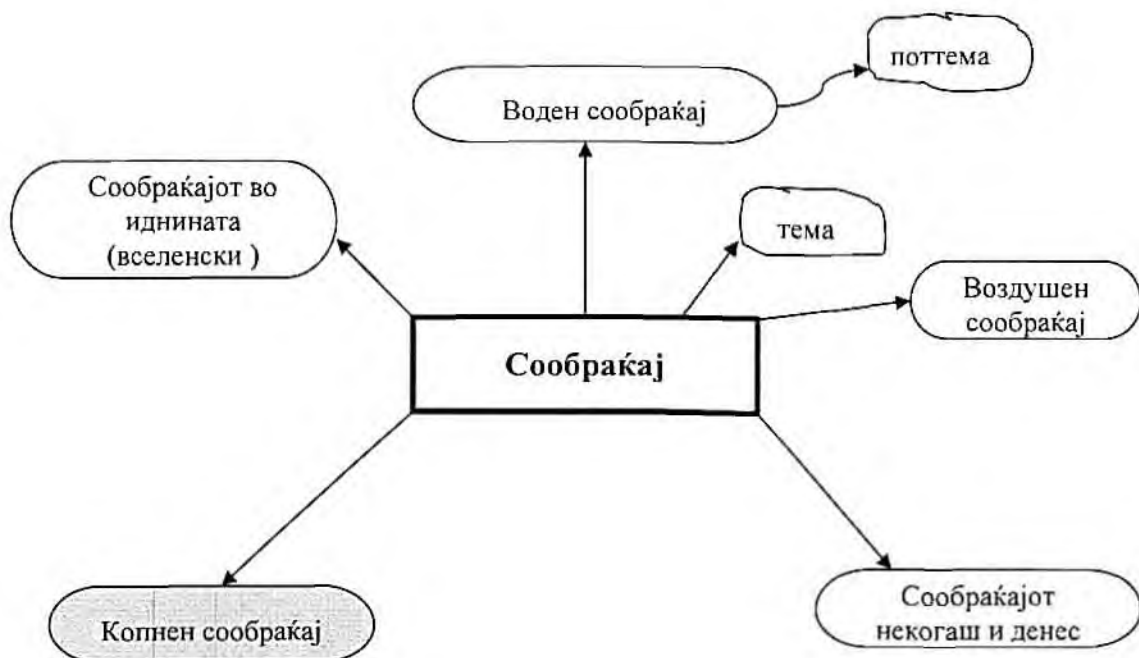 поттема
Воден сообраќај
Сообраќајот во
иднината
(вселенски )
тема
Воздушен
сообраќај
Сообраќај
Копнен сообраќај
Сообраќајот
некогаш и денес